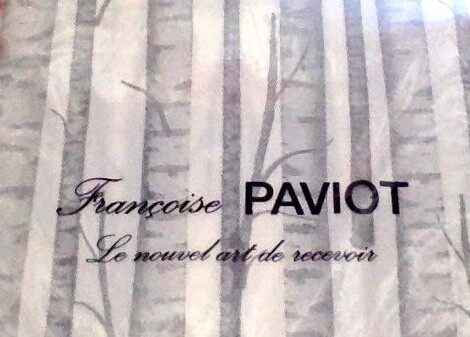 Françoise PAVIOT
Le nouvel art de recevoir